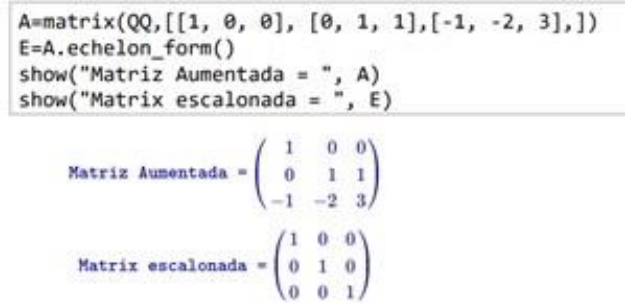 A=matrix(QQ,[[1, 0, 0], [0, 1, 1],[-1, -2, 3],])
E=A.echelon_form()
show("Matriz Aumentada = ", A)
show("Matrix escalonada = ", E)
1 0 0
Matriz Aumentada = 0 1 1
-1 -2 3
1 0 0
Matrix escalonada = 0 1 0
0 0 1